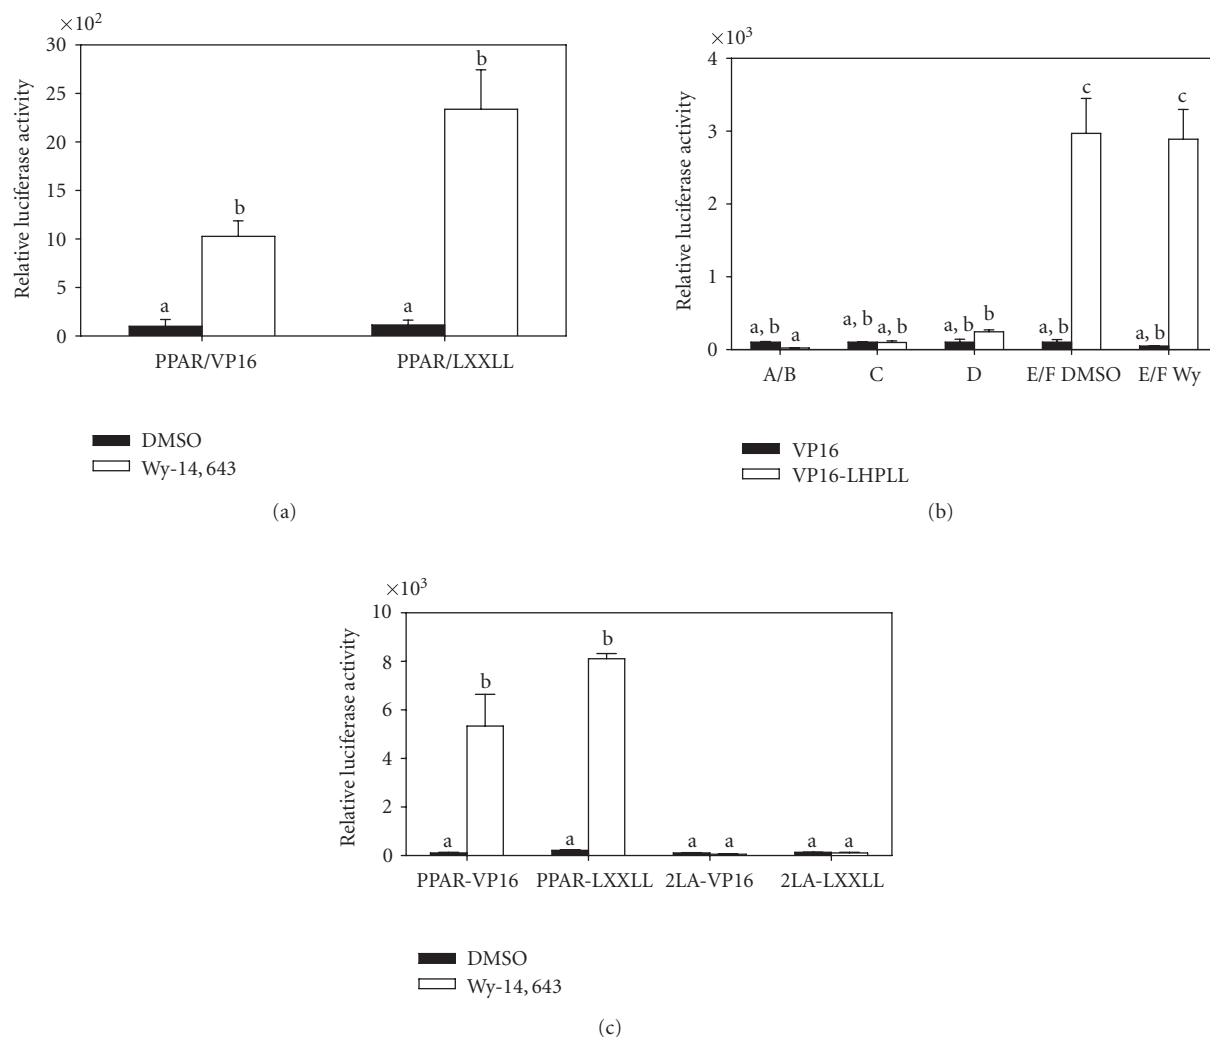 ×10²
30
25
20
15
10
5
0
Relative luciferase activity
a
b
a
b
PPAR/VP16 PPAR/LXXLL
DMSO
Wy-14, 643
(a)
×10³
4
3
2
1
0
Relative luciferase activity
a, b
a
a, b
a, b
a, b
b
a, b
c
a, b
c
A/B C D E/F DMSO E/F Wy
VP16
VP16-LHPLL
(b)
×10³
10
8
6
4
2
0
Relative luciferase activity
a
b
a
b
a
a
a
a
PPAR-VP16 PPAR-LXXLL 2LA-VP16 2LA-LXXLL
DMSO
Wy-14, 643
(c)